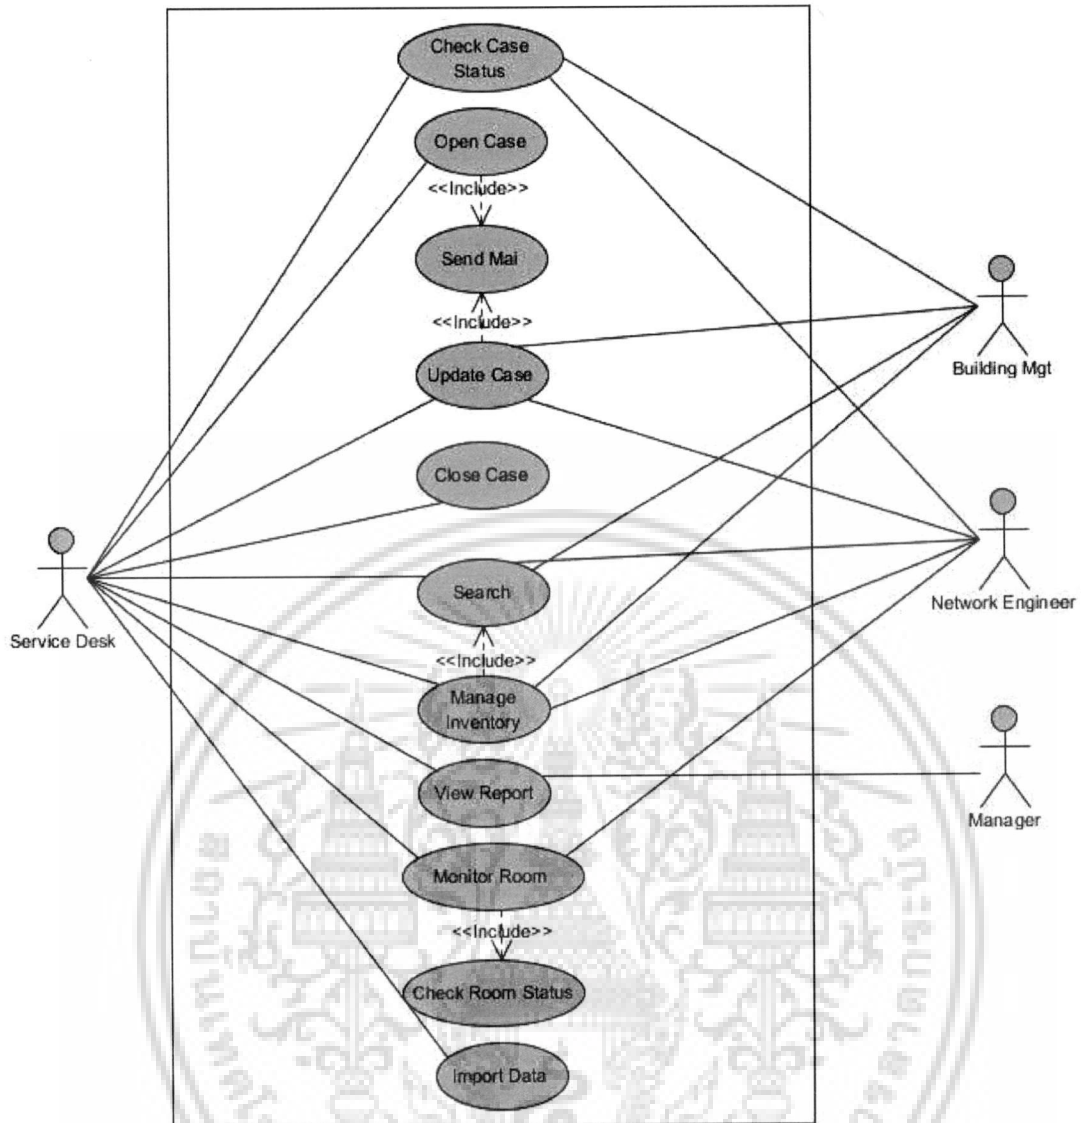 Check Case
Status
Open Case
<<Include>>
Send Mai
<<Include>>
Update Case
Building Mgt
Close Case
Search
Service Desk
Network Engineer
<<Include>>
Manage
Inventory
View Report
Manager
Monitor Room
<<Include>>
Check Room Status
Import Data